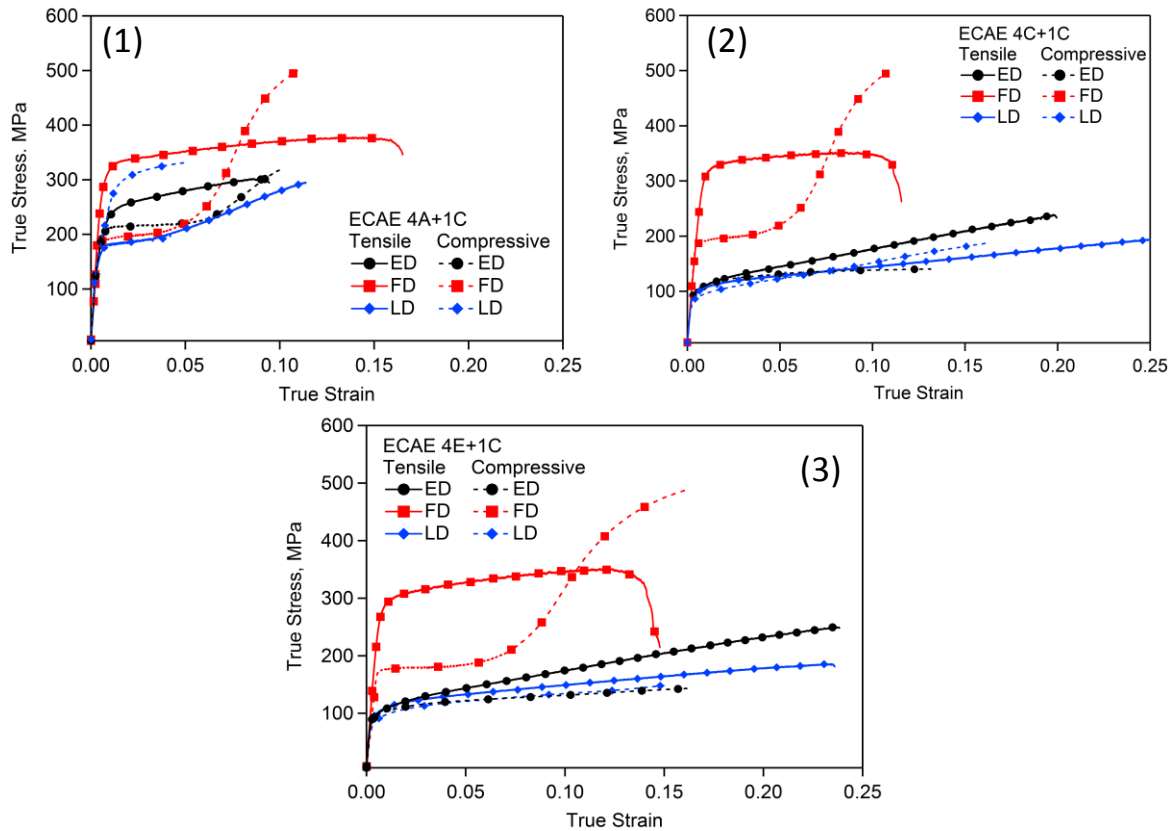 (1)
600
500
400
300
200
100
True Stress. MPa
ECAE 4A+1C
Tensile Compressive
ED ED
FD FD
LD LD
0.00 0.05 0.10 0.15 0.20 0.25
True Strain
(2)
600
500
400
300
200
100
True Stress, MPa
ECAE 4C+1C
Tensile Compressive
ED ED
FD FD
LD LD
0.00 0.05 0.10 0.15 0.20 0.25
True Strain
(3)
600
500
400
300
200
100
True Stress, MPa
ECAE 4E+1C
Tensile Compressive
ED ED
FD FD
LD LD
0.00 0.05 0.10 0.15 0.20 0.25
True Strain